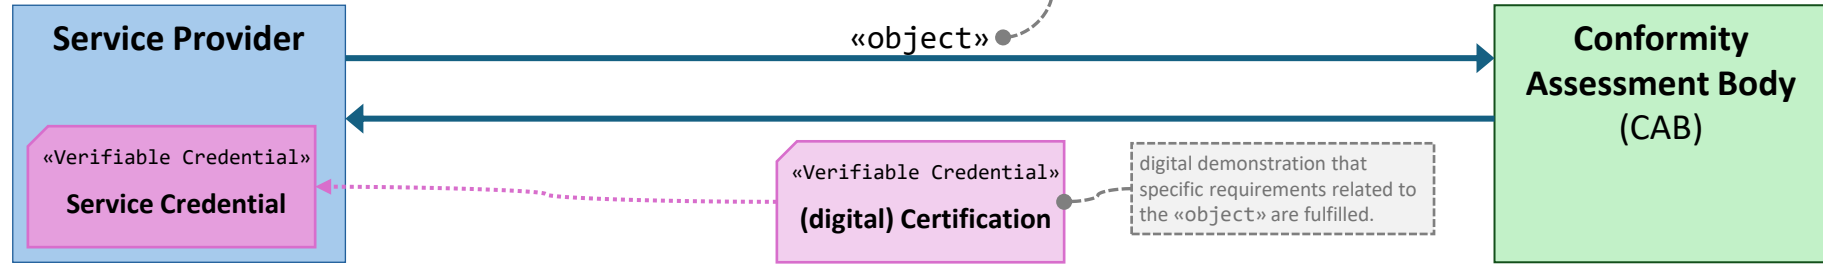 Service Provider
«Verifiable Credential»
Service Credential
«object»
«Verifiable Credential»
(digital) Certification
digital demonstration that
specific requirements related to
the «object» are fulfilled.
Conformity
Assessment Body
(CAB)